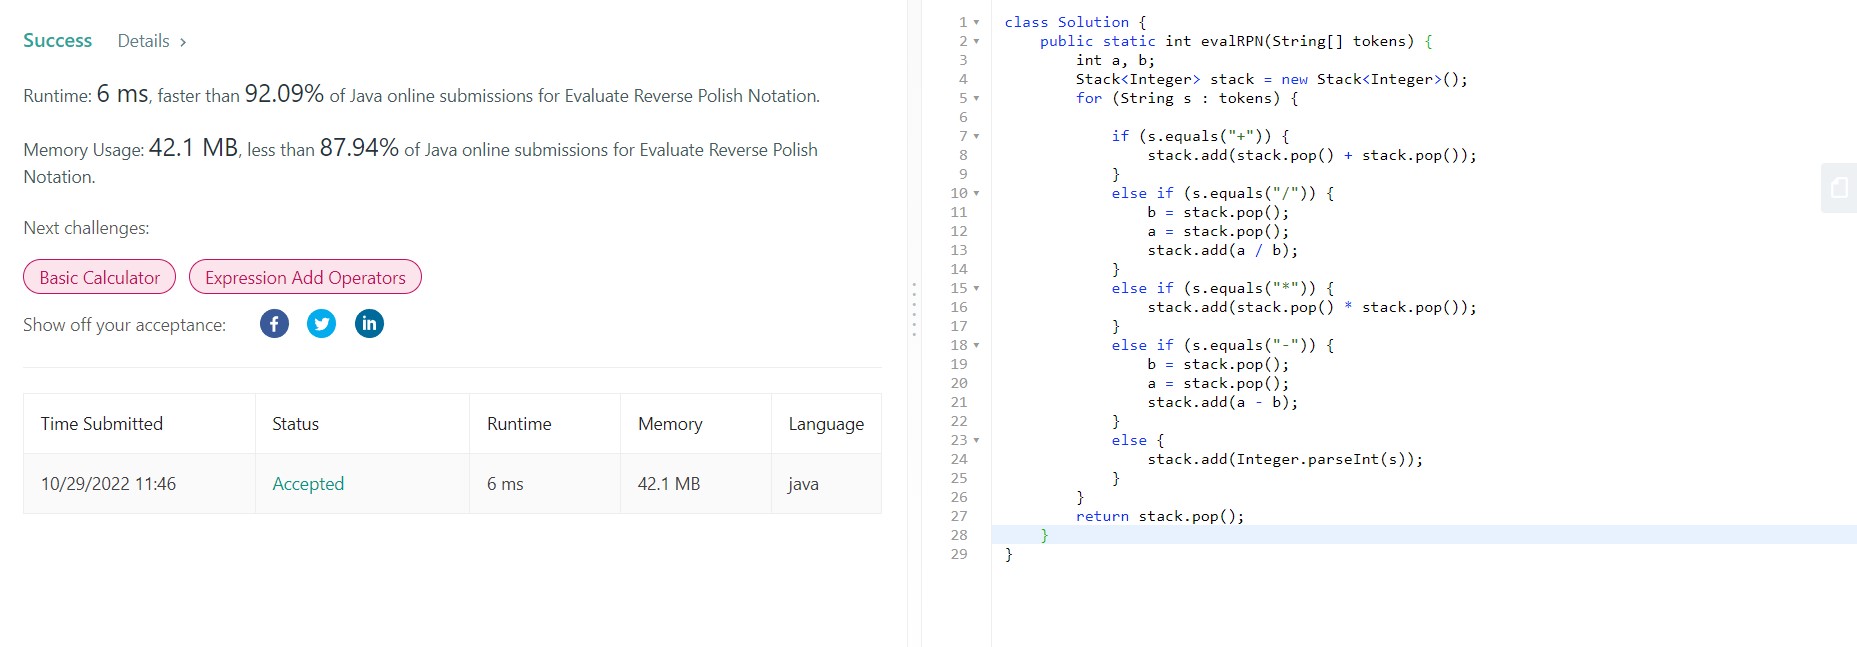 Success Details >
Runtime: 6 ms, faster than 92.09% of Java online submissions for Evaluate Reverse Polish Notation.
Memory Usage: 42.1 MB, less than 87.94% of Java online submissions for Evaluate Reverse Polish
Notation.
Next challenges:
Basic Calculator Expression Add Operators
Show off your acceptance: f in
Time Submitted Status Runtime Memory Language
10/29/2022 11:46 Accepted 6 ms 42.1 MB java
1 class Solution {
2     public static int evalRPN(String[] tokens) {
3         int a, b;
4         Stack<Integer> stack = new Stack<Integer>();
5         for (String s : tokens) {
6
7             if (s.equals("+")) {
8                 stack.add(stack.pop() + stack.pop());
9             }
10             else if (s.equals("/")) {
11                 b = stack.pop();
12                 a = stack.pop();
13                 stack.add(a / b);
14             }
15             else if (s.equals("*")) {
16                 stack.add(stack.pop() * stack.pop());
17             }
18             else if (s.equals("-")) {
19                 b = stack.pop();
20                 a = stack.pop();
21                 stack.add(a - b);
22             }
23             else {
24                 stack.add(Integer.parseInt(s));
25             }
26         }
27         return stack.pop();
28     }
29 }